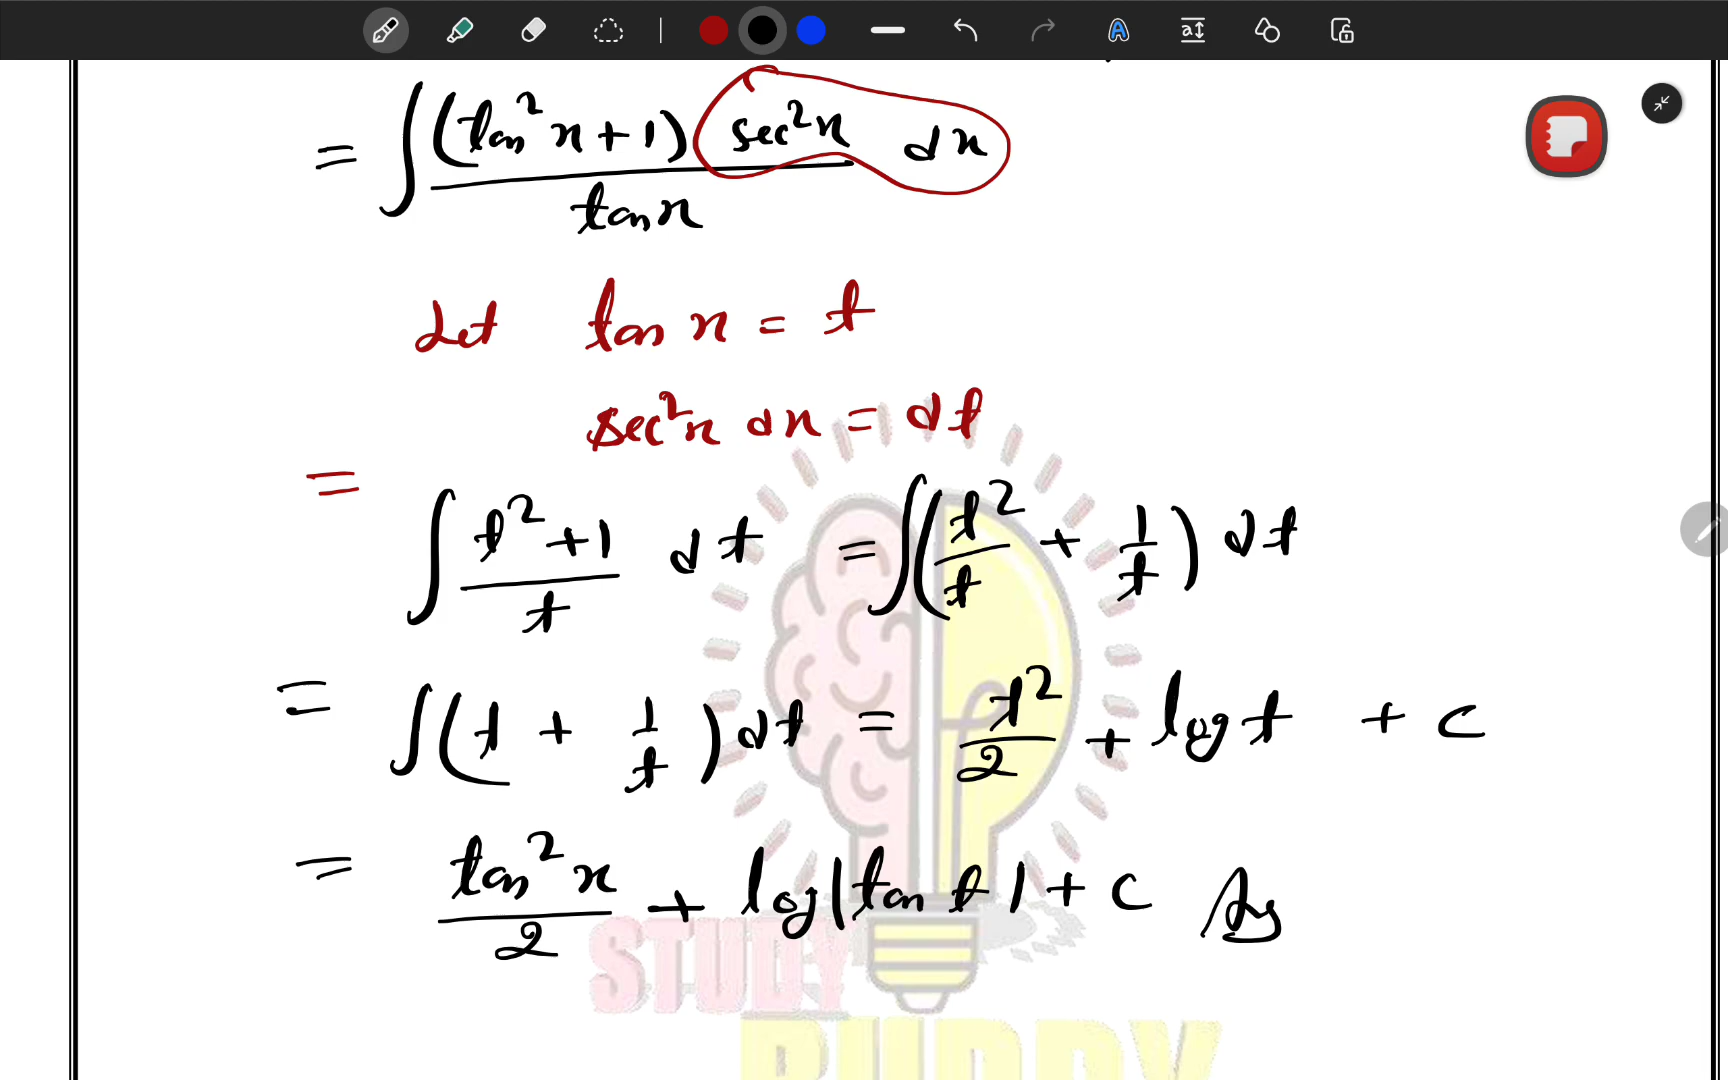 = ∫ (tan²x + 1) sec²x dx / tan x
Let tan x = t
sec²x dx = dt
=
∫ t² + 1 / t dt = ∫( t²/t + 1/t ) dt
= ∫( t + 1/t ) dt = t²/2 + log t + c
= tan²x/2 + log|tan t| + c Ans
STUDY
BUDDY